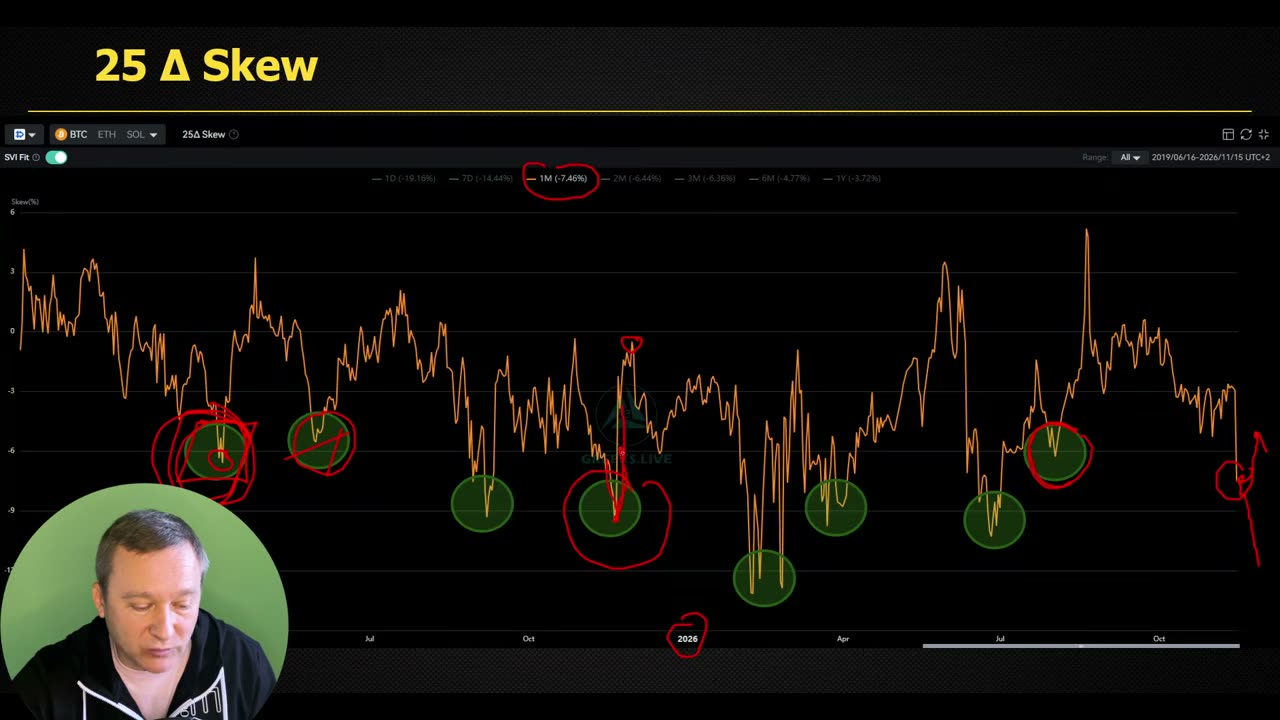 25 Δ Skew
BTC ETH SOL 25Δ Skew
SVI Fit Range: All 2019/06/16-2026/11/15 UTC+2
1D (-19.16%) 7D (-14.44%) 1M (-7.46%) 2M (-6.44%) 3M (-6.36%) 6M (-4.77%) 1Y (-3.72%)
Skew(%)
6
3
0
-3
-6
GREEKS.LIVE
-9
Jul Oct 2026 Apr Jul Oct